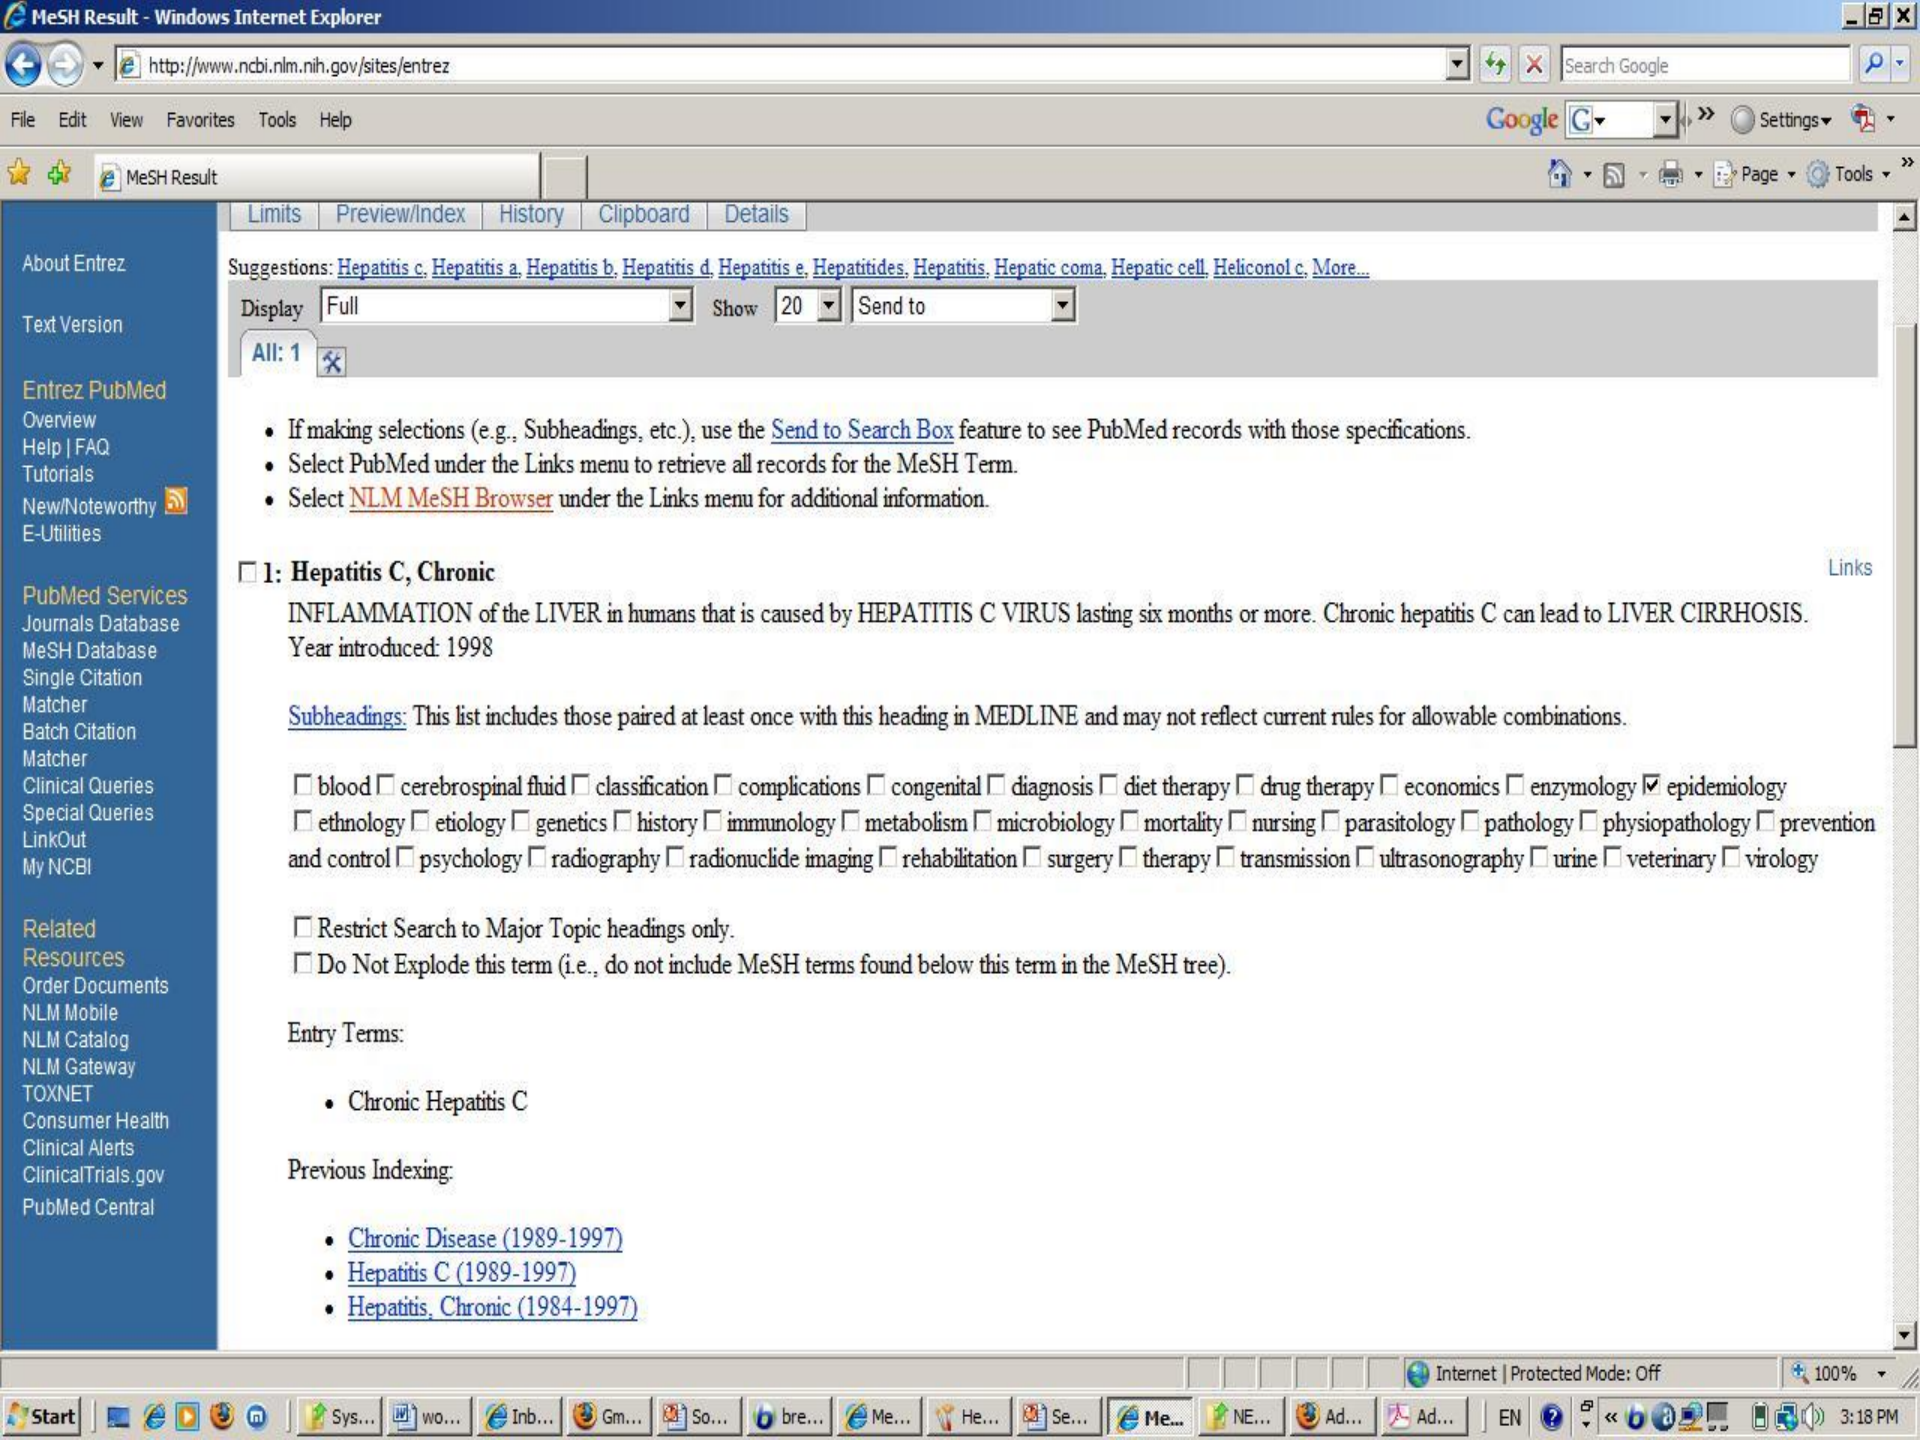 MeSH Result - Windows Internet Explorer
http://www.ncbi.nlm.nih.gov/sites/entrez
Search Google
File Edit View Favorites Tools Help
Google G Settings
MeSH Result
Page Tools
Limits Preview/Index History Clipboard Details
About Entrez
Text Version
Entrez PubMed
Overview
Help | FAQ
Tutorials
New/Noteworthy
E-Utilities
PubMed Services
Journals Database
MeSH Database
Single Citation
Matcher
Batch Citation
Matcher
Clinical Queries
Special Queries
LinkOut
My NCBI
Related
Resources
Order Documents
NLM Mobile
NLM Catalog
NLM Gateway
TOXNET
Consumer Health
Clinical Alerts
ClinicalTrials.gov
PubMed Central
Suggestions: Hepatitis c, Hepatitis a, Hepatitis b, Hepatitis d, Hepatitis e, Hepatitides, Hepatitis, Hepatic coma, Hepatic cell, Heliconol c, More...
Display Full Show 20 Send to
All: 1
• If making selections (e.g., Subheadings, etc.), use the Send to Search Box feature to see PubMed records with those specifications.
• Select PubMed under the Links menu to retrieve all records for the MeSH Term.
• Select NLM MeSH Browser under the Links menu for additional information.
1: Hepatitis C, Chronic Links
INFLAMMATION of the LIVER in humans that is caused by HEPATITIS C VIRUS lasting six months or more. Chronic hepatitis C can lead to LIVER CIRRHOSIS.
Year introduced: 1998
Subheadings: This list includes those paired at least once with this heading in MEDLINE and may not reflect current rules for allowable combinations.
blood cerebrospinal fluid classification complications congenital diagnosis diet therapy drug therapy economics enzymology epidemiology
ethnology etiology genetics history immunology metabolism microbiology mortality nursing parasitology pathology physiopathology prevention
and control psychology radiography radionuclide imaging rehabilitation surgery therapy transmission ultrasonography urine veterinary virology
Restrict Search to Major Topic headings only.
Do Not Explode this term (i.e., do not include MeSH terms found below this term in the MeSH tree).
Entry Terms:
• Chronic Hepatitis C
Previous Indexing:
• Chronic Disease (1989-1997)
• Hepatitis C (1989-1997)
• Hepatitis, Chronic (1984-1997)
Internet | Protected Mode: Off 100%
Start Sys... wo... Inb... Gm... So... bre... Me... He... Se... Me... NE... Ad... Ad... EN 3:18 PM